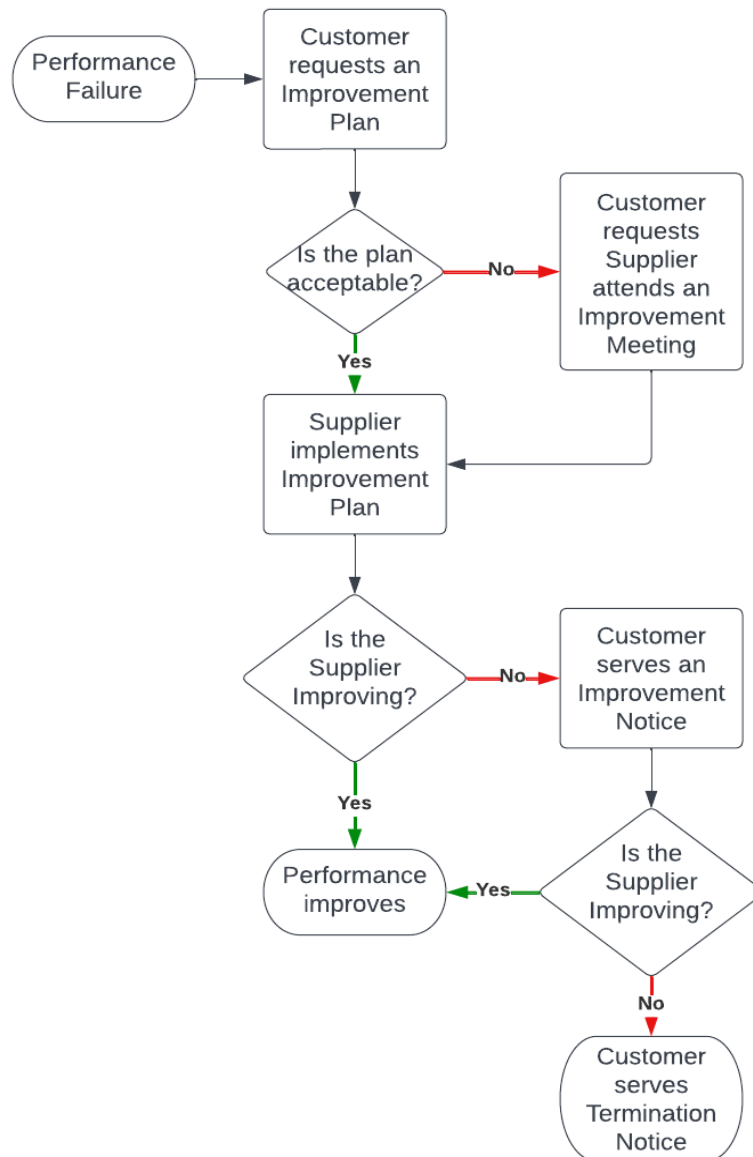 Performance
Failure
Customer
requests an
Improvement
Plan
Is the plan
acceptable?
No
Customer
requests
Supplier
attends an
Improvement
Meeting
Yes
Supplier
implements
Improvement
Plan
Is the
Supplier
Improving?
No
Customer
serves an
Improvement
Notice
Yes
Performance
improves
Yes
Is the
Supplier
Improving?
No
Customer
serves
Termination
Notice